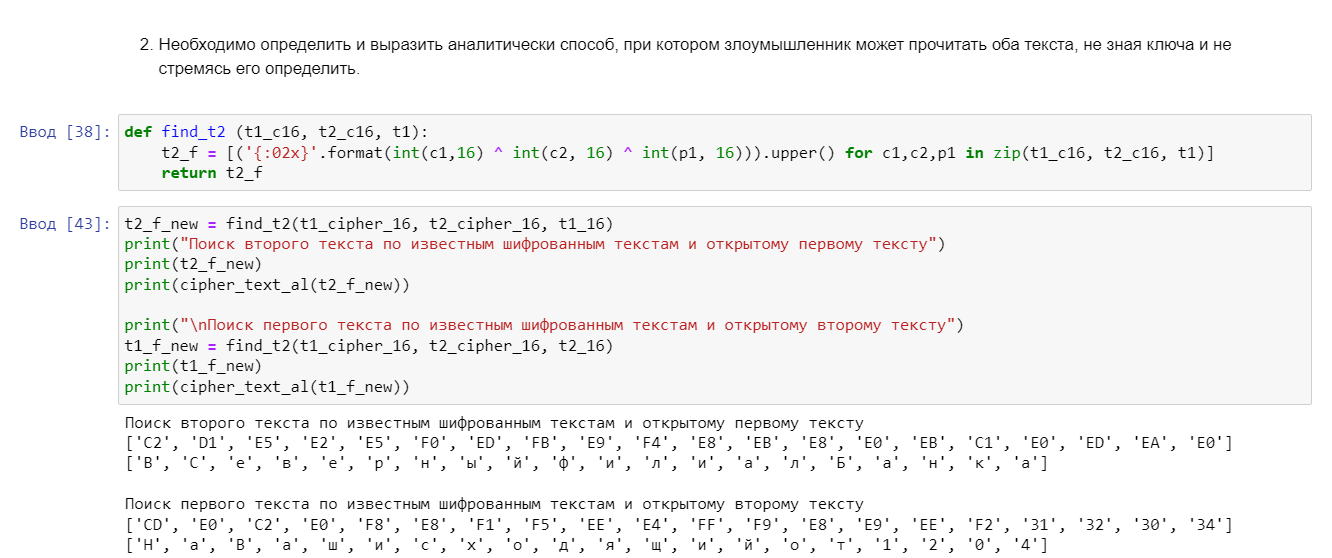 2. Необходимо определить и выразить аналитически способ, при котором злоумышленник может прочитать оба текста, не зная ключа и не
стремясь его определить.
Ввод [38]: def find_t2 (t1_c16, t2_c16, t1):
    t2_f = [('{:02x}'.format(int(c1,16) ^ int(c2, 16) ^ int(p1, 16))).upper() for c1,c2,p1 in zip(t1_c16, t2_c16, t1)]
    return t2_f
Ввод [43]: t2_f_new = find_t2(t1_cipher_16, t2_cipher_16, t1_16)
print("Поиск второго текста по известным шифрованным текстам и открытому первому тексту")
print(t2_f_new)
print(cipher_text_al(t2_f_new))
print("\nПоиск первого текста по известным шифрованным текстам и открытому второму тексту")
t1_f_new = find_t2(t1_cipher_16, t2_cipher_16, t2_16)
print(t1_f_new)
print(cipher_text_al(t1_f_new))
Поиск второго текста по известным шифрованным текстам и открытому первому тексту
['C2', 'D1', 'E5', 'E2', 'E5', 'F0', 'ED', 'FB', 'E9', 'F4', 'E8', 'EB', 'E8', 'E0', 'EB', 'C1', 'E0', 'ED', 'EA', 'E0']
['В', 'С', 'е', 'в', 'е', 'р', 'н', 'ы', 'й', 'ф', 'и', 'л', 'и', 'а', 'л', 'Б', 'а', 'н', 'к', 'а']
Поиск первого текста по известным шифрованным текстам и открытому второму тексту
['CD', 'E0', 'C2', 'E0', 'F8', 'E8', 'F1', 'F5', 'EE', 'E4', 'FF', 'F9', 'E8', 'E9', 'EE', 'F2', '31', '32', '30', '34']
['Н', 'а', 'В', 'а', 'ш', 'и', 'с', 'х', 'о', 'д', 'я', 'щ', 'и', 'й', 'о', 'т', '1', '2', '0', '4']